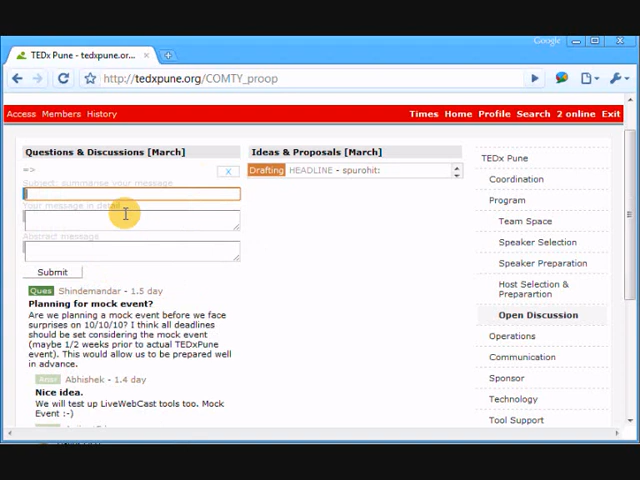 Google
TEDx Pune - tedxpune.or...
http://tedxpune.org/COMTY_proop
Access Members History
Times Home Profile Search 2 online Exit
Questions & Discussions [March]
=>
X
Subject: summarise your message
Your message in detail
Abstract message
Submit
Ques Shindemandar - 1.5 day
Planning for mock event?
Are we planning a mock event before we face
surprises on 10/10/10? I think all deadlines
should be set considering the mock event
(maybe 1/2 weeks prior to actual TEDxPune
event). This would allow us to be prepared well
in advance.
Abhishek - 1.4 day
Nice idea.
We will test up LiveWebCast tools too. Mock
Event :-)
Ideas & Proposals [March]
Drafting HEADLINE - spurohit:
TEDx Pune
Coordination
Program
Team Space
Speaker Selection
Speaker Preparation
Host Selection &
Preparartion
Open Discussion
Operations
Communication
Sponsor
Technology
Tool Support